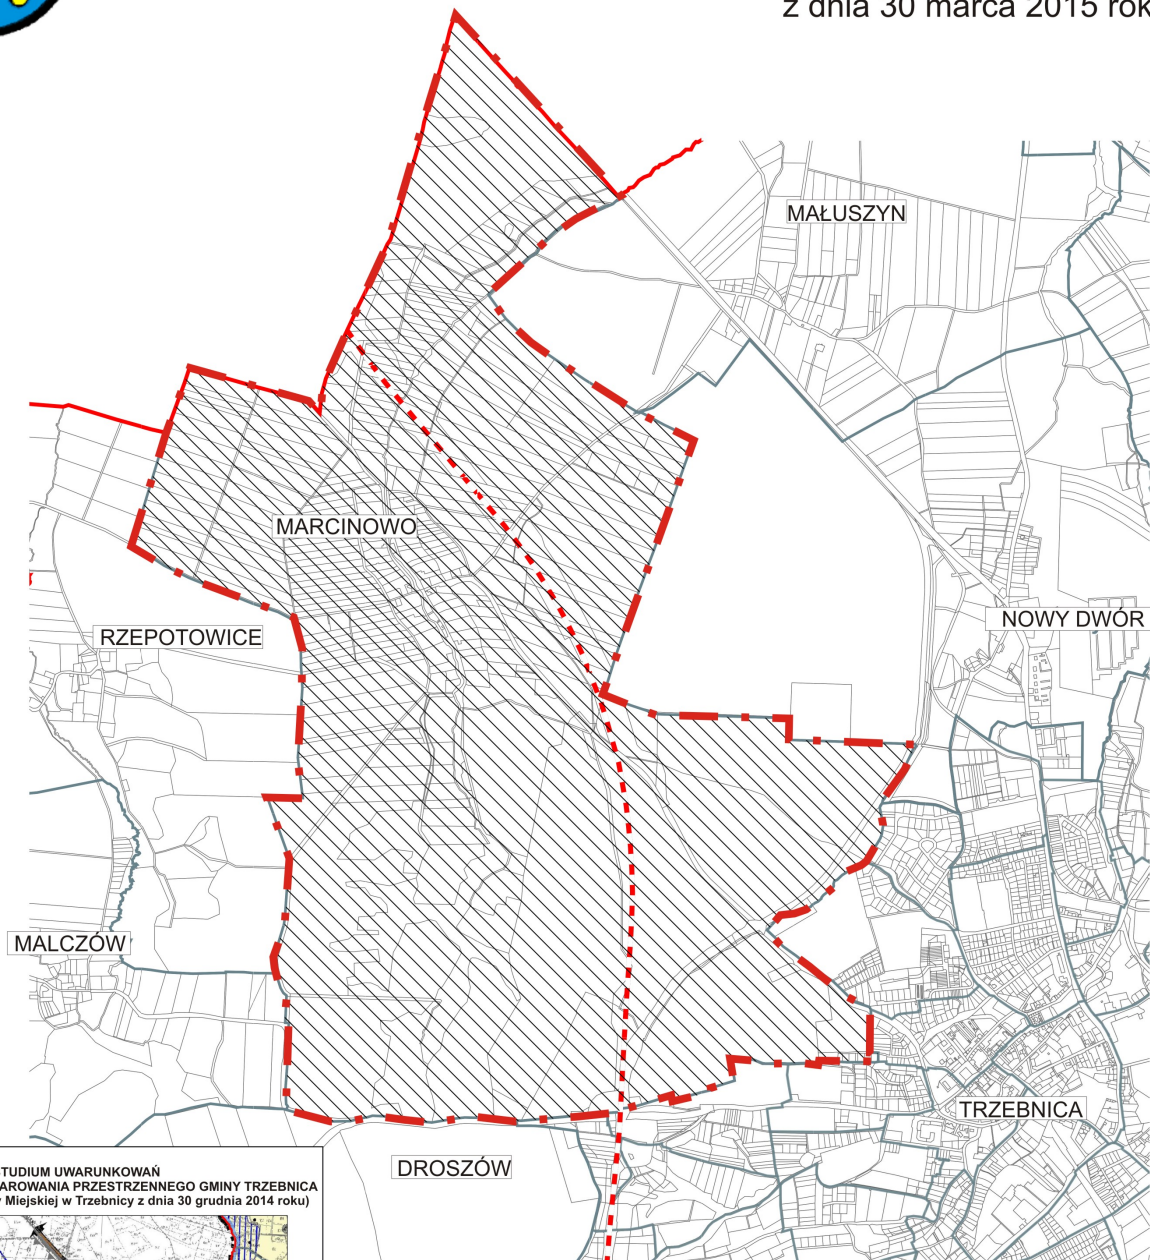 z dnia 30 marca 2015 rok
MAŁUSZYN
MARCINOWO
NOWY DWÓR
RZEPOTOWICE
MALCZÓW
TRZEBNICA
DROSZÓW
STUDIUM UWARUNKOWAŃ
AROWANIA PRZESTRZENNEGO GMINY TRZEBNICA
y Miejskiej w Trzebnicy z dnia 30 grudnia 2014 roku)